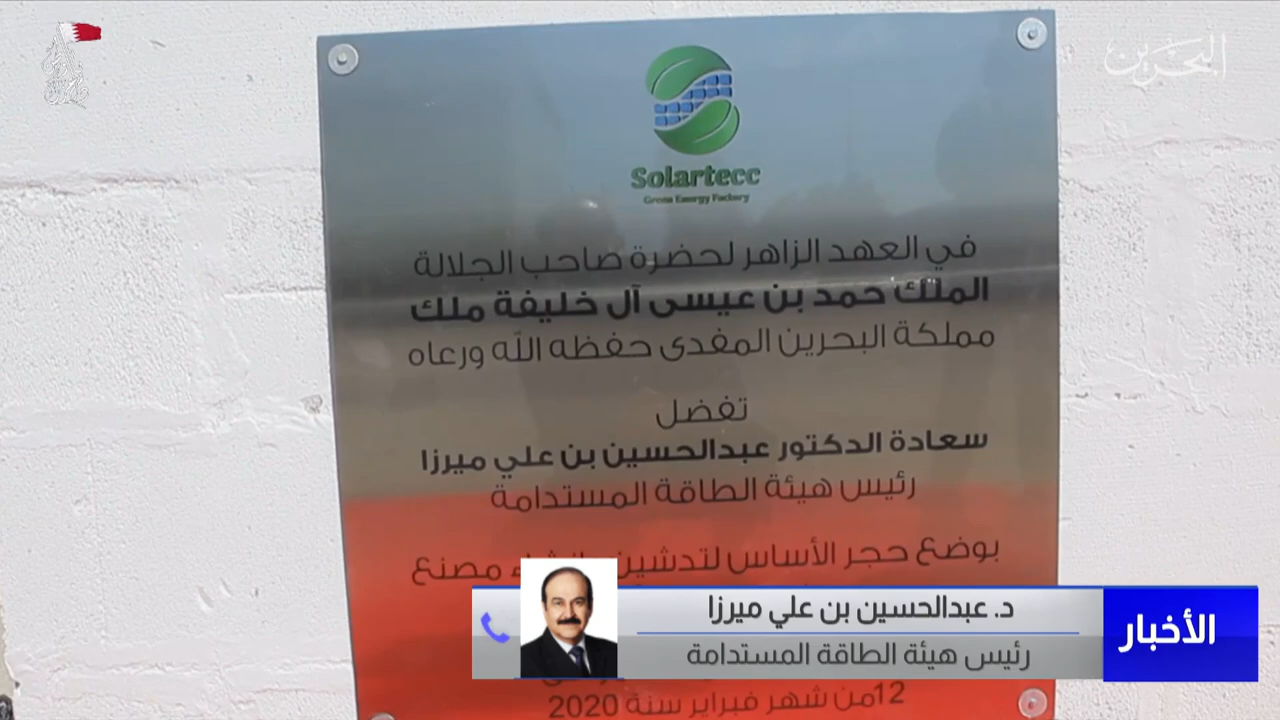 البحرين
Solartecc
Green Energy Factory
في العهد الزاهر لحضرة صاحب الجلالة
الملك حمد بن عيسى آل خليفة ملك
مملكة البحرين المفدى حفظه الله ورعاه
تفضل
سعادة الدكتور عبدالحسين بن علي ميرزا
رئيس هيئة الطاقة المستدامة
بوضع حجر الأساس لتدشين مصنع
12من شهر فبراير سنة 2020
الأخبار
د. عبدالحسين بن علي ميرزا
رئيس هيئة الطاقة المستدامة